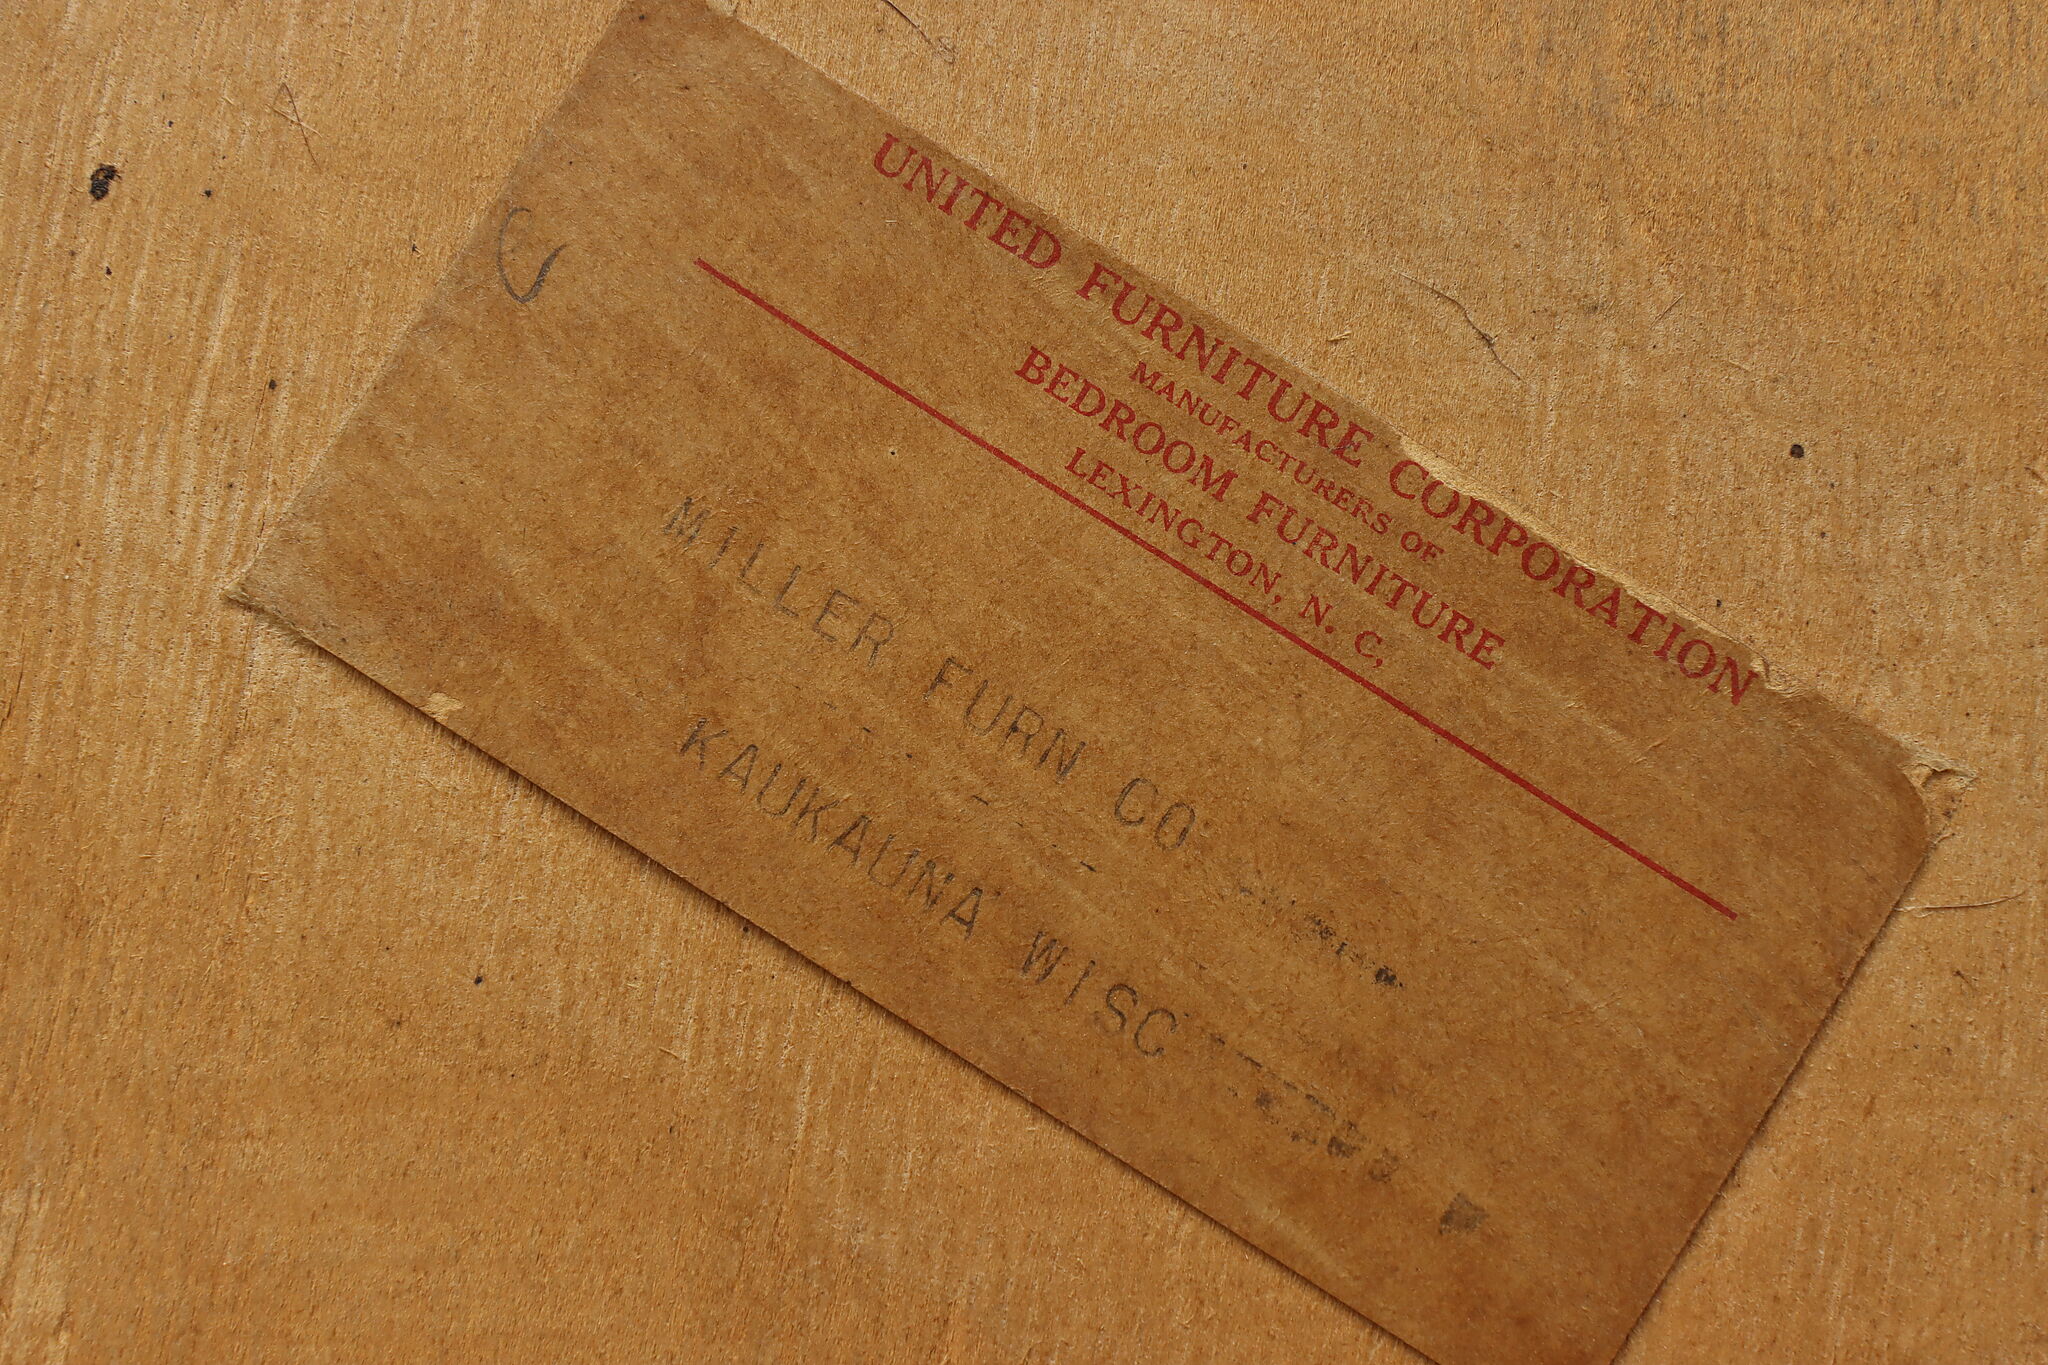 UNITED FURNITURE CORPORATION
MANUFACTURERS OF
BEDROOM FURNITURE
LEXINGTON, N. C,
MILLER FURN CO
KAUKAUNA WISC